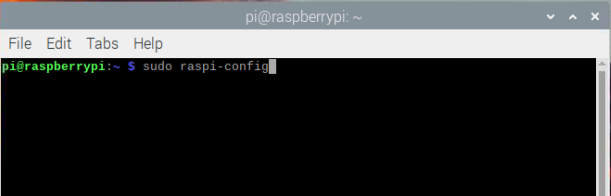 pi@raspberrypi: ~
File Edit Tabs Help
pi@raspberrypi:~ $ sudo raspi-config